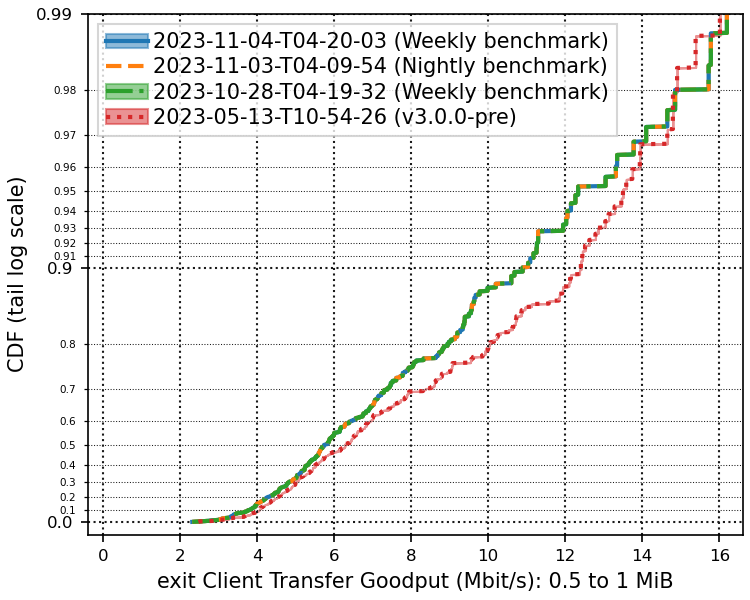 0.99
2023-11-04-T04-20-03 (Weekly benchmark)
2023-11-03-T04-09-54 (Nightly benchmark)
2023-10-28-T04-19-32 (Weekly benchmark)
2023-05-13-T10-54-26 (v3.0.0-pre)
0.98
0.97
0.96
0.95
0.94
0.93
0.92
0.91
0.9
0.8
0.7
0.6
0.5
0.4
0.3
0.2
0.1
0.0
CDF (tail log scale)
0 2 4 6 8 10 12 14 16
exit Client Transfer Goodput (Mbit/s): 0.5 to 1 MiB